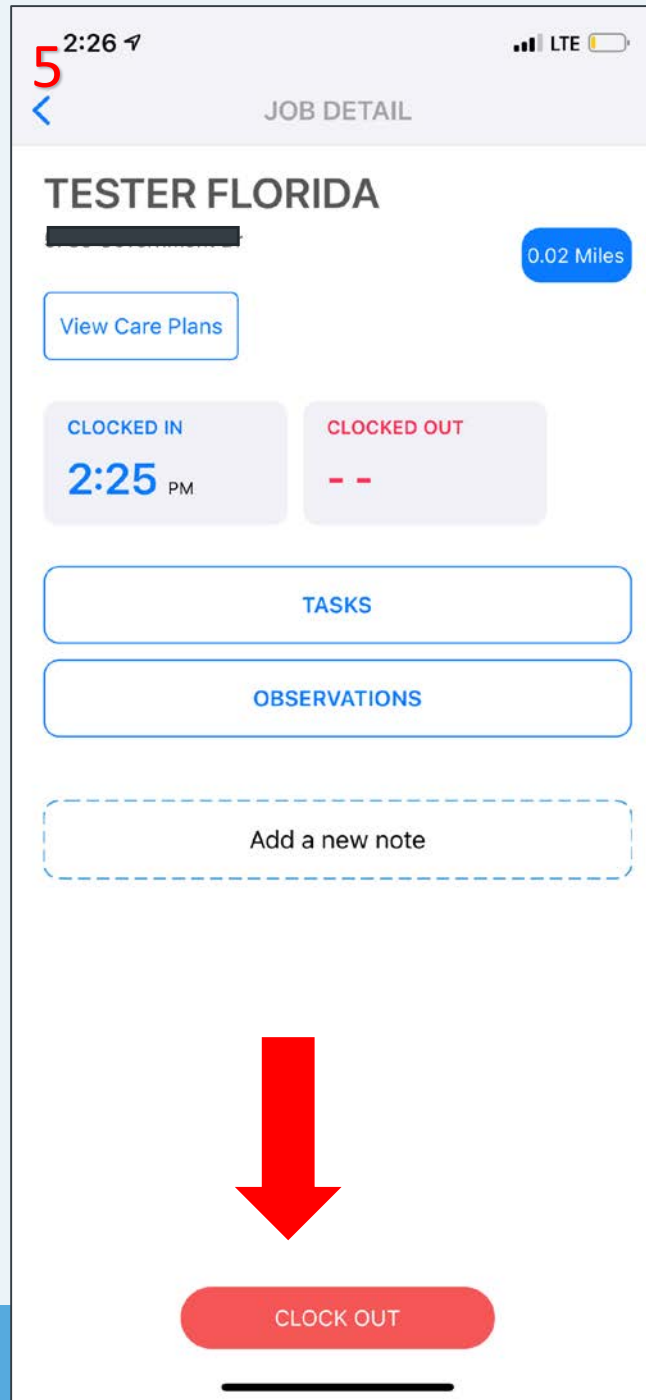 2:26 LTE
5
JOB DETAIL
TESTER FLORIDA
0.02 Miles
View Care Plans
CLOCKED IN CLOCKED OUT
2:25 PM - -
TASKS
OBSERVATIONS
Add a new note
CLOCK OUT